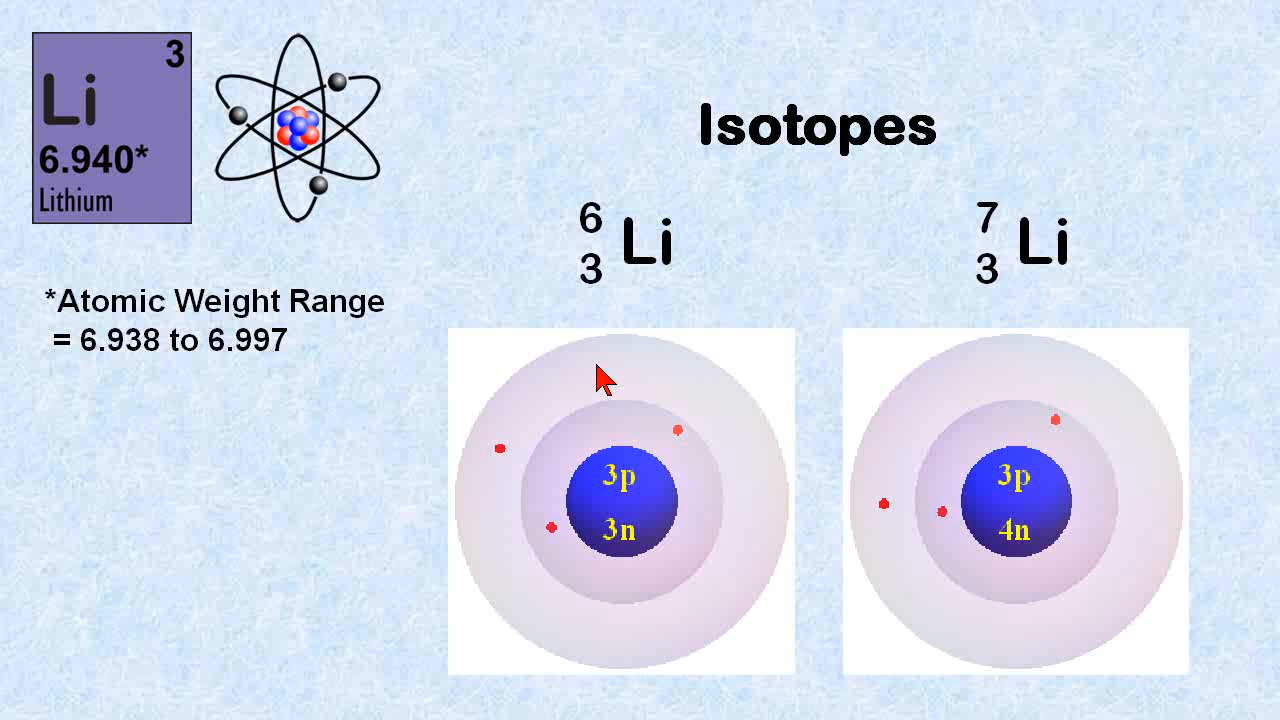 3
Li
6.940*
Lithium
*Atomic Weight Range
= 6.938 to 6.997
Isotopes
6
3 Li
7
3 Li
3p
3n
3p
4n